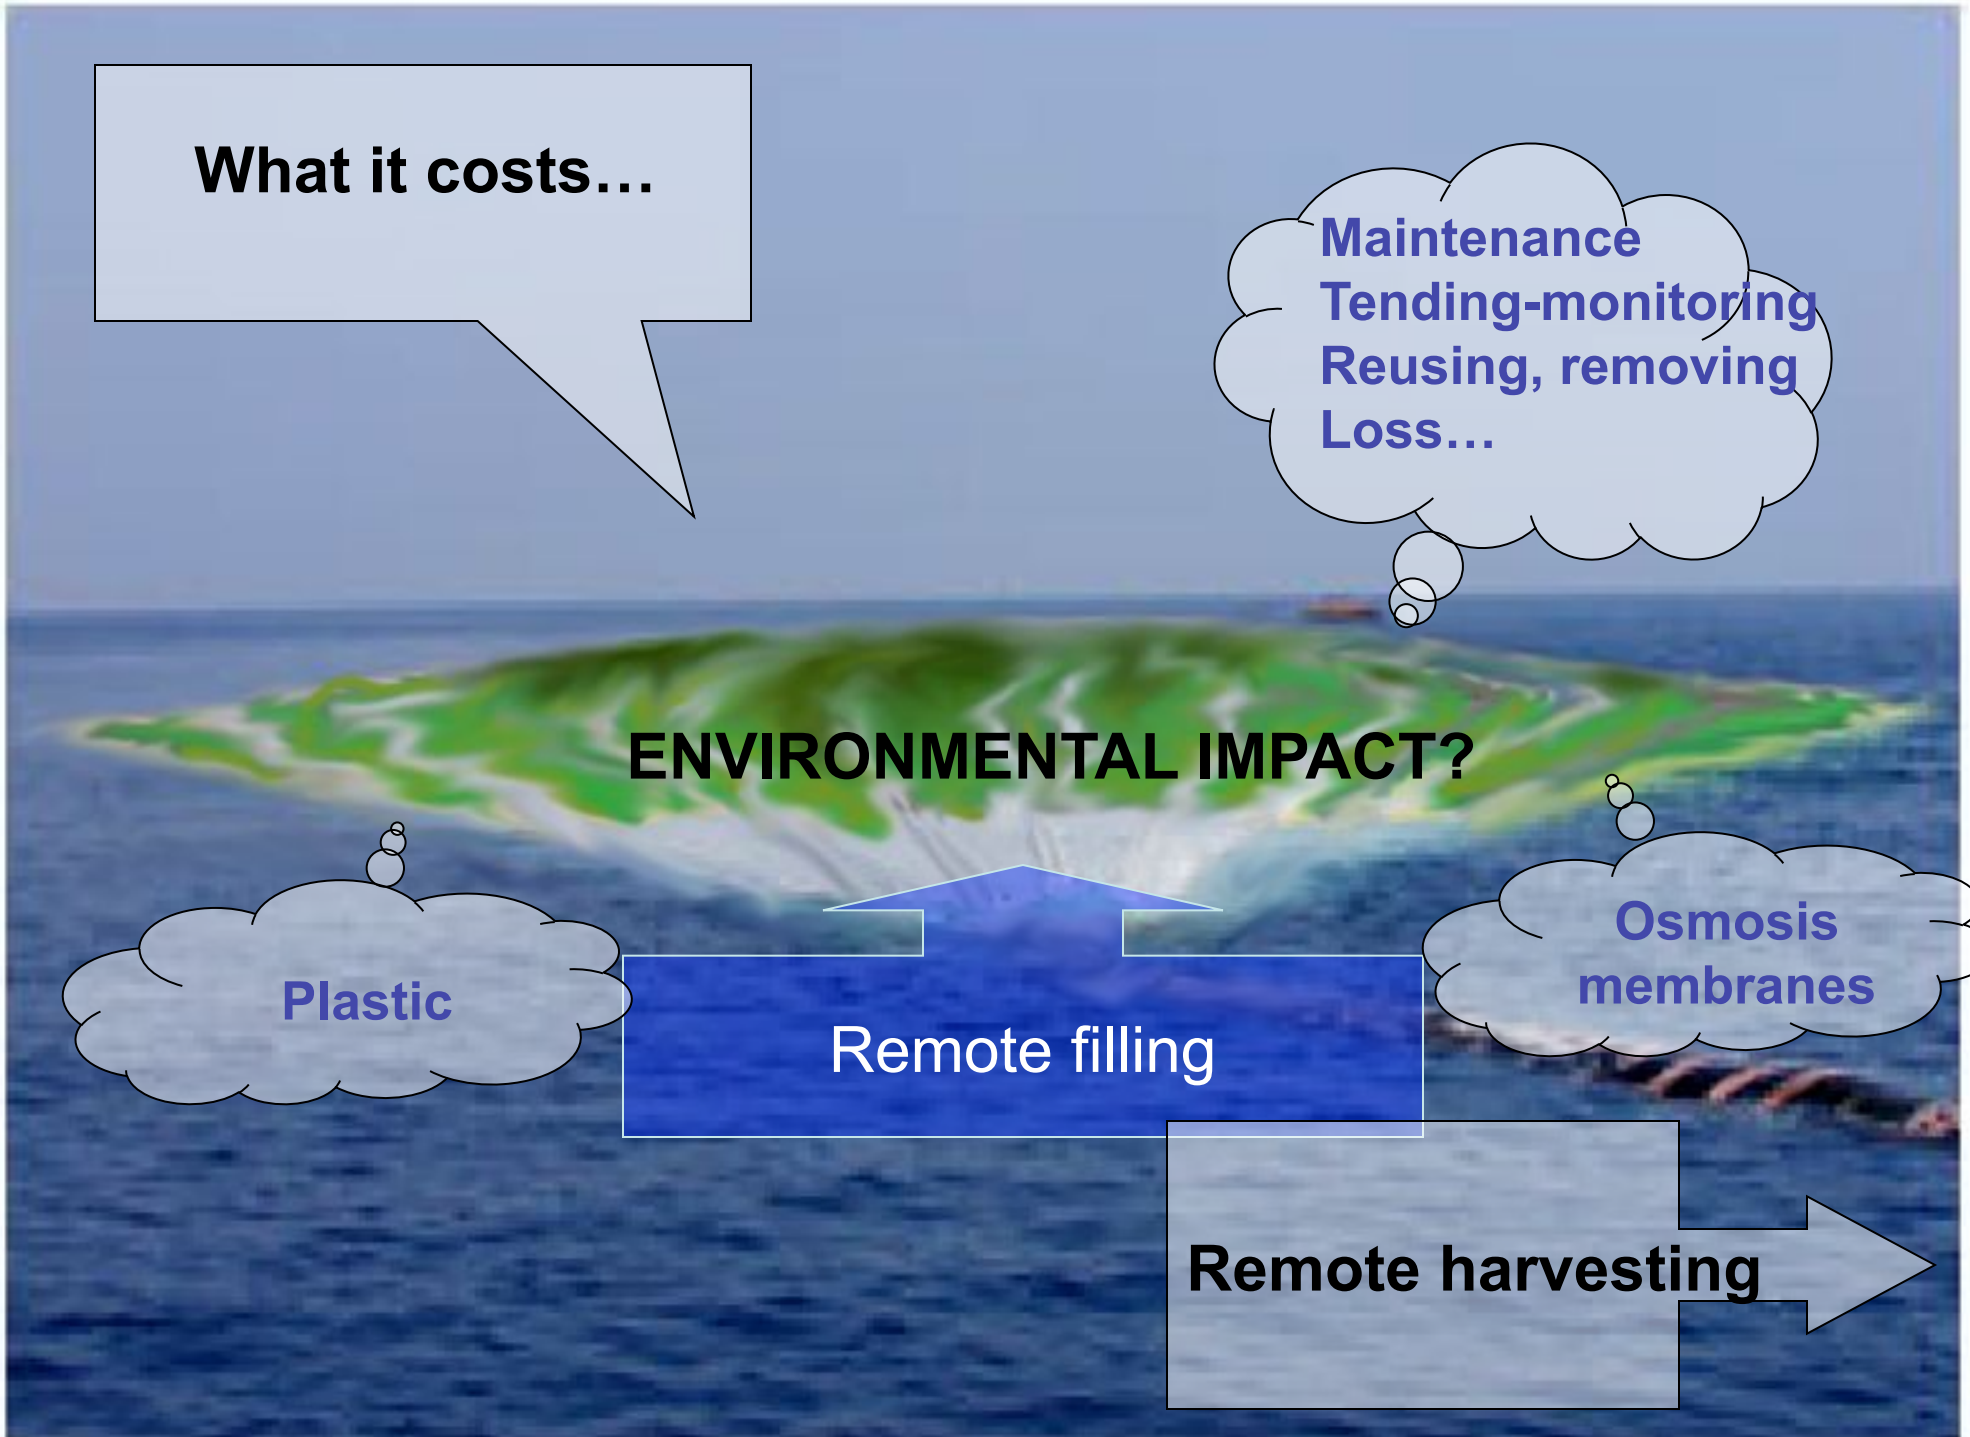 What it costs…
Maintenance
Tending-monitoring
Reusing, removing
Loss…
ENVIRONMENTAL IMPACT?
Plastic
Osmosis
membranes
Remote filling
Remote harvesting